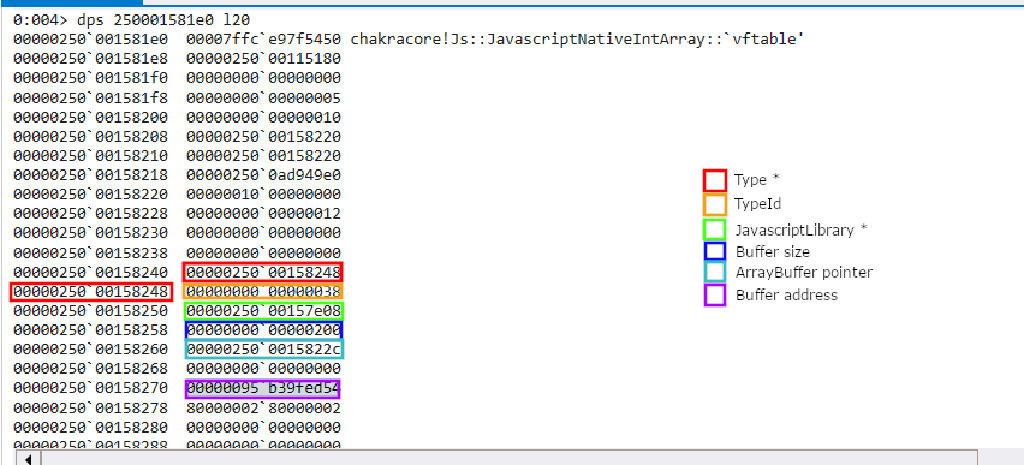 0:004> dps 250001581e0 l20
00000250`001581e0 00007ffc`e97f5450 chakracore!Js::JavascriptNativeIntArray::`vftable'
00000250`001581e8 00000250`00115180
00000250`001581f0 00000000`00000000
00000250`001581f8 00000000`00000005
00000250`00158200 00000000`00000010
00000250`00158208 00000250`00158220
00000250`00158210 00000250`00158220
00000250`00158218 00000250`0ad949e0
00000250`00158220 00000010`00000000
00000250`00158228 00000000`00000012
00000250`00158230 00000000`00000000
00000250`00158238 00000000`00000000
00000250`00158240 00000250`00158248
00000250`00158248 00000000`00000038
00000250`00158250 00000250`00157e08
00000250`00158258 00000000`00000200
00000250`00158260 00000250`0015822c
00000250`00158268 00000000`00000000
00000250`00158270 00000095`b39fed54
00000250`00158278 80000002`80000002
00000250`00158280 00000000`00000000
00000250`00158288 00000000`00000000
Type *
TypeId
JavascriptLibrary *
Buffer size
ArrayBuffer pointer
Buffer address